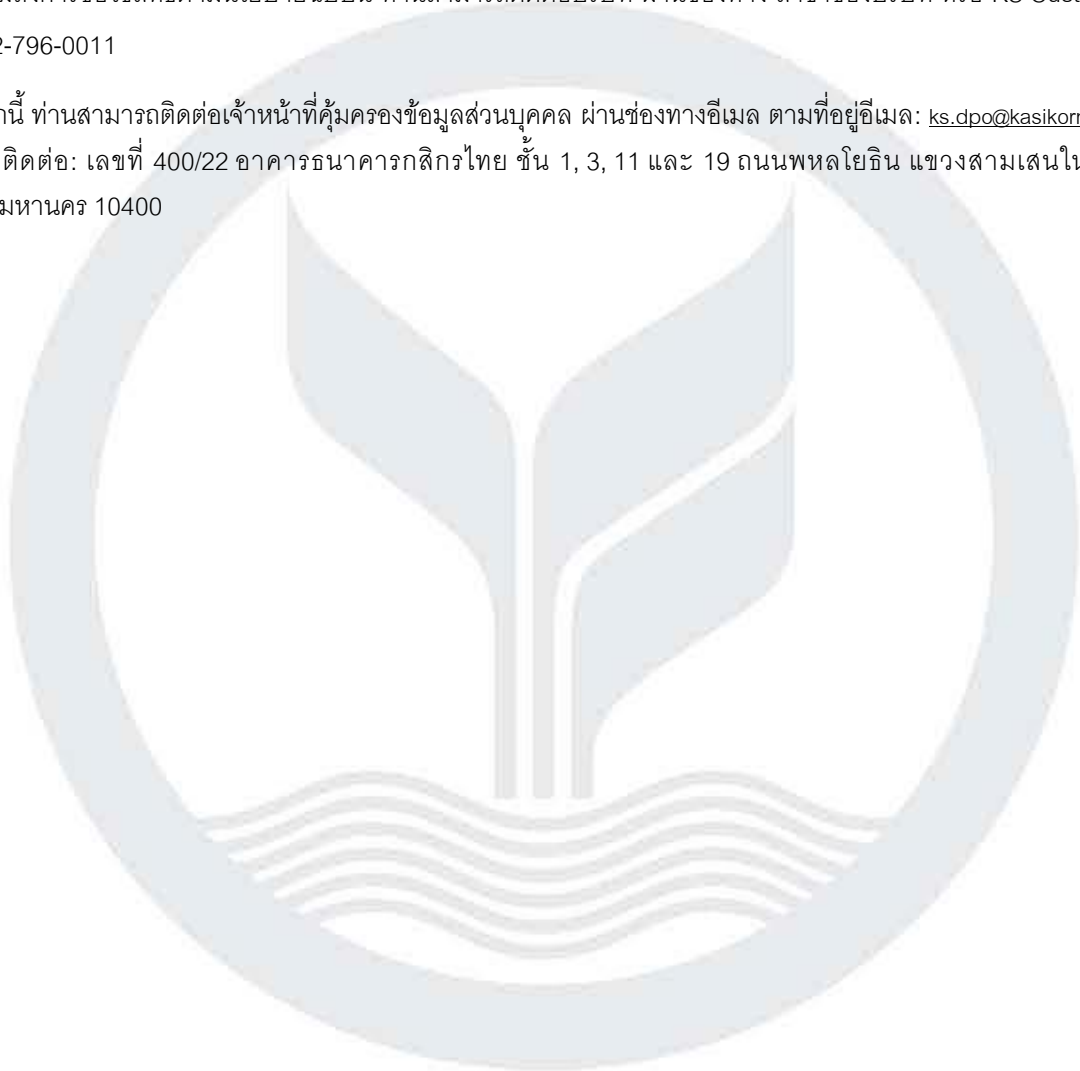 2-796-0011
านี้ ท่านสามารถติดต่อเจ้าหน้าที่คุ้มครองข้อมูลส่วนบุคคล ผ่านช่องทางอีเมล ตามที่อยู่อีเมล: ks.dpo@kasikorn
ติดต่อ: เลขที่ 400/22 อาคารธนาคารกสิกรไทย ชั้น 1, 3, 11 และ 19 ถนนพหลโยธิน แขวงสามเสนใน
มหานคร 10400